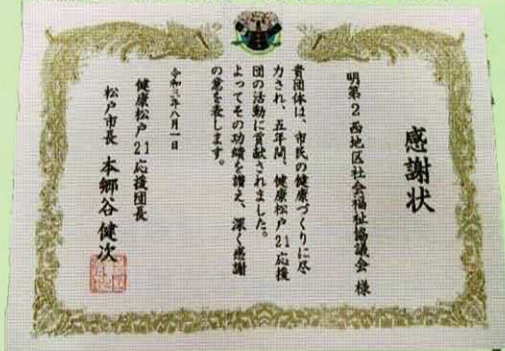 感謝状
明第2西地区社会福祉協議会 様
貴団体は、市民の健康づくりに尽
力され、五年間、健康松戸21応援
団の活動に貢献されました。
よってその功績を讃え、深く感謝
の意を表します。
令和三年八月一日
健康松戸21応援団長
松戸市長 本郷谷 健次